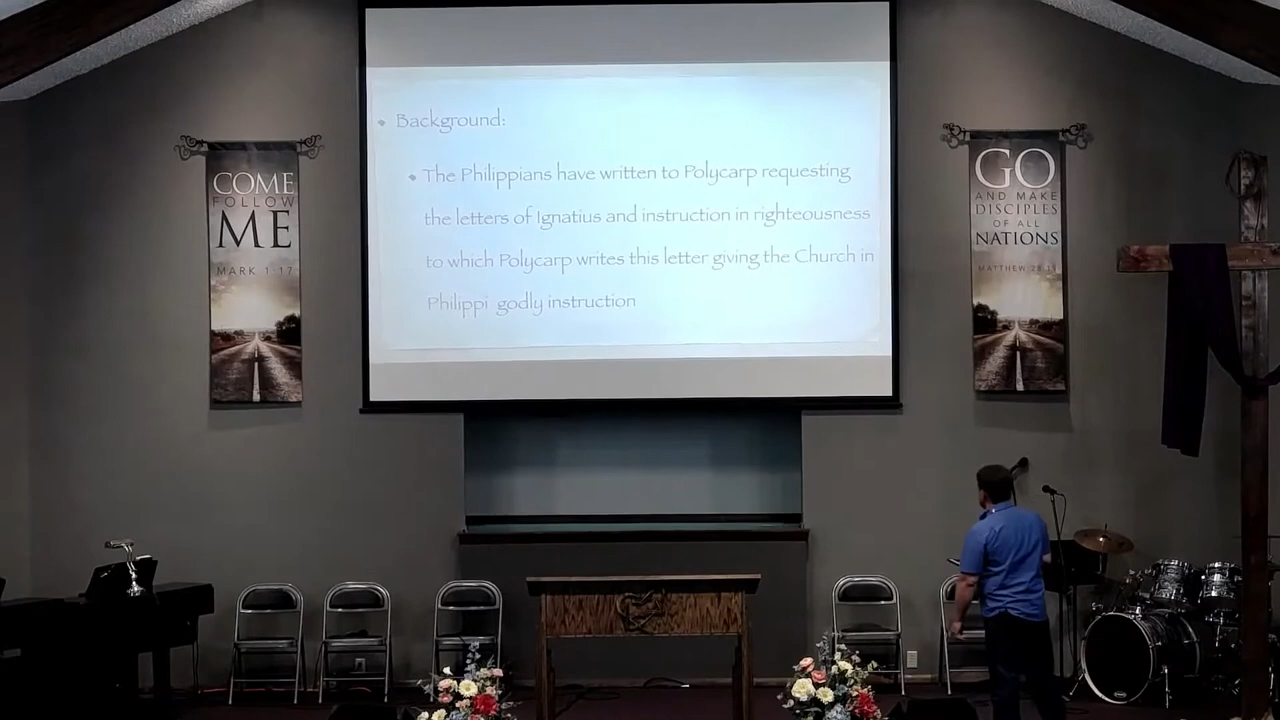 • Background:
• The Philippians have written to Polycarp requesting
the letters of Ignatius and instruction in righteousness
to which Polycarp writes this letter giving the Church in
Philippi godly instruction
COME
FOLLOW
ME
MARK 1:17
GO
AND MAKE
DISCIPLES
OF ALL
NATIONS
MATTHEW 28:19